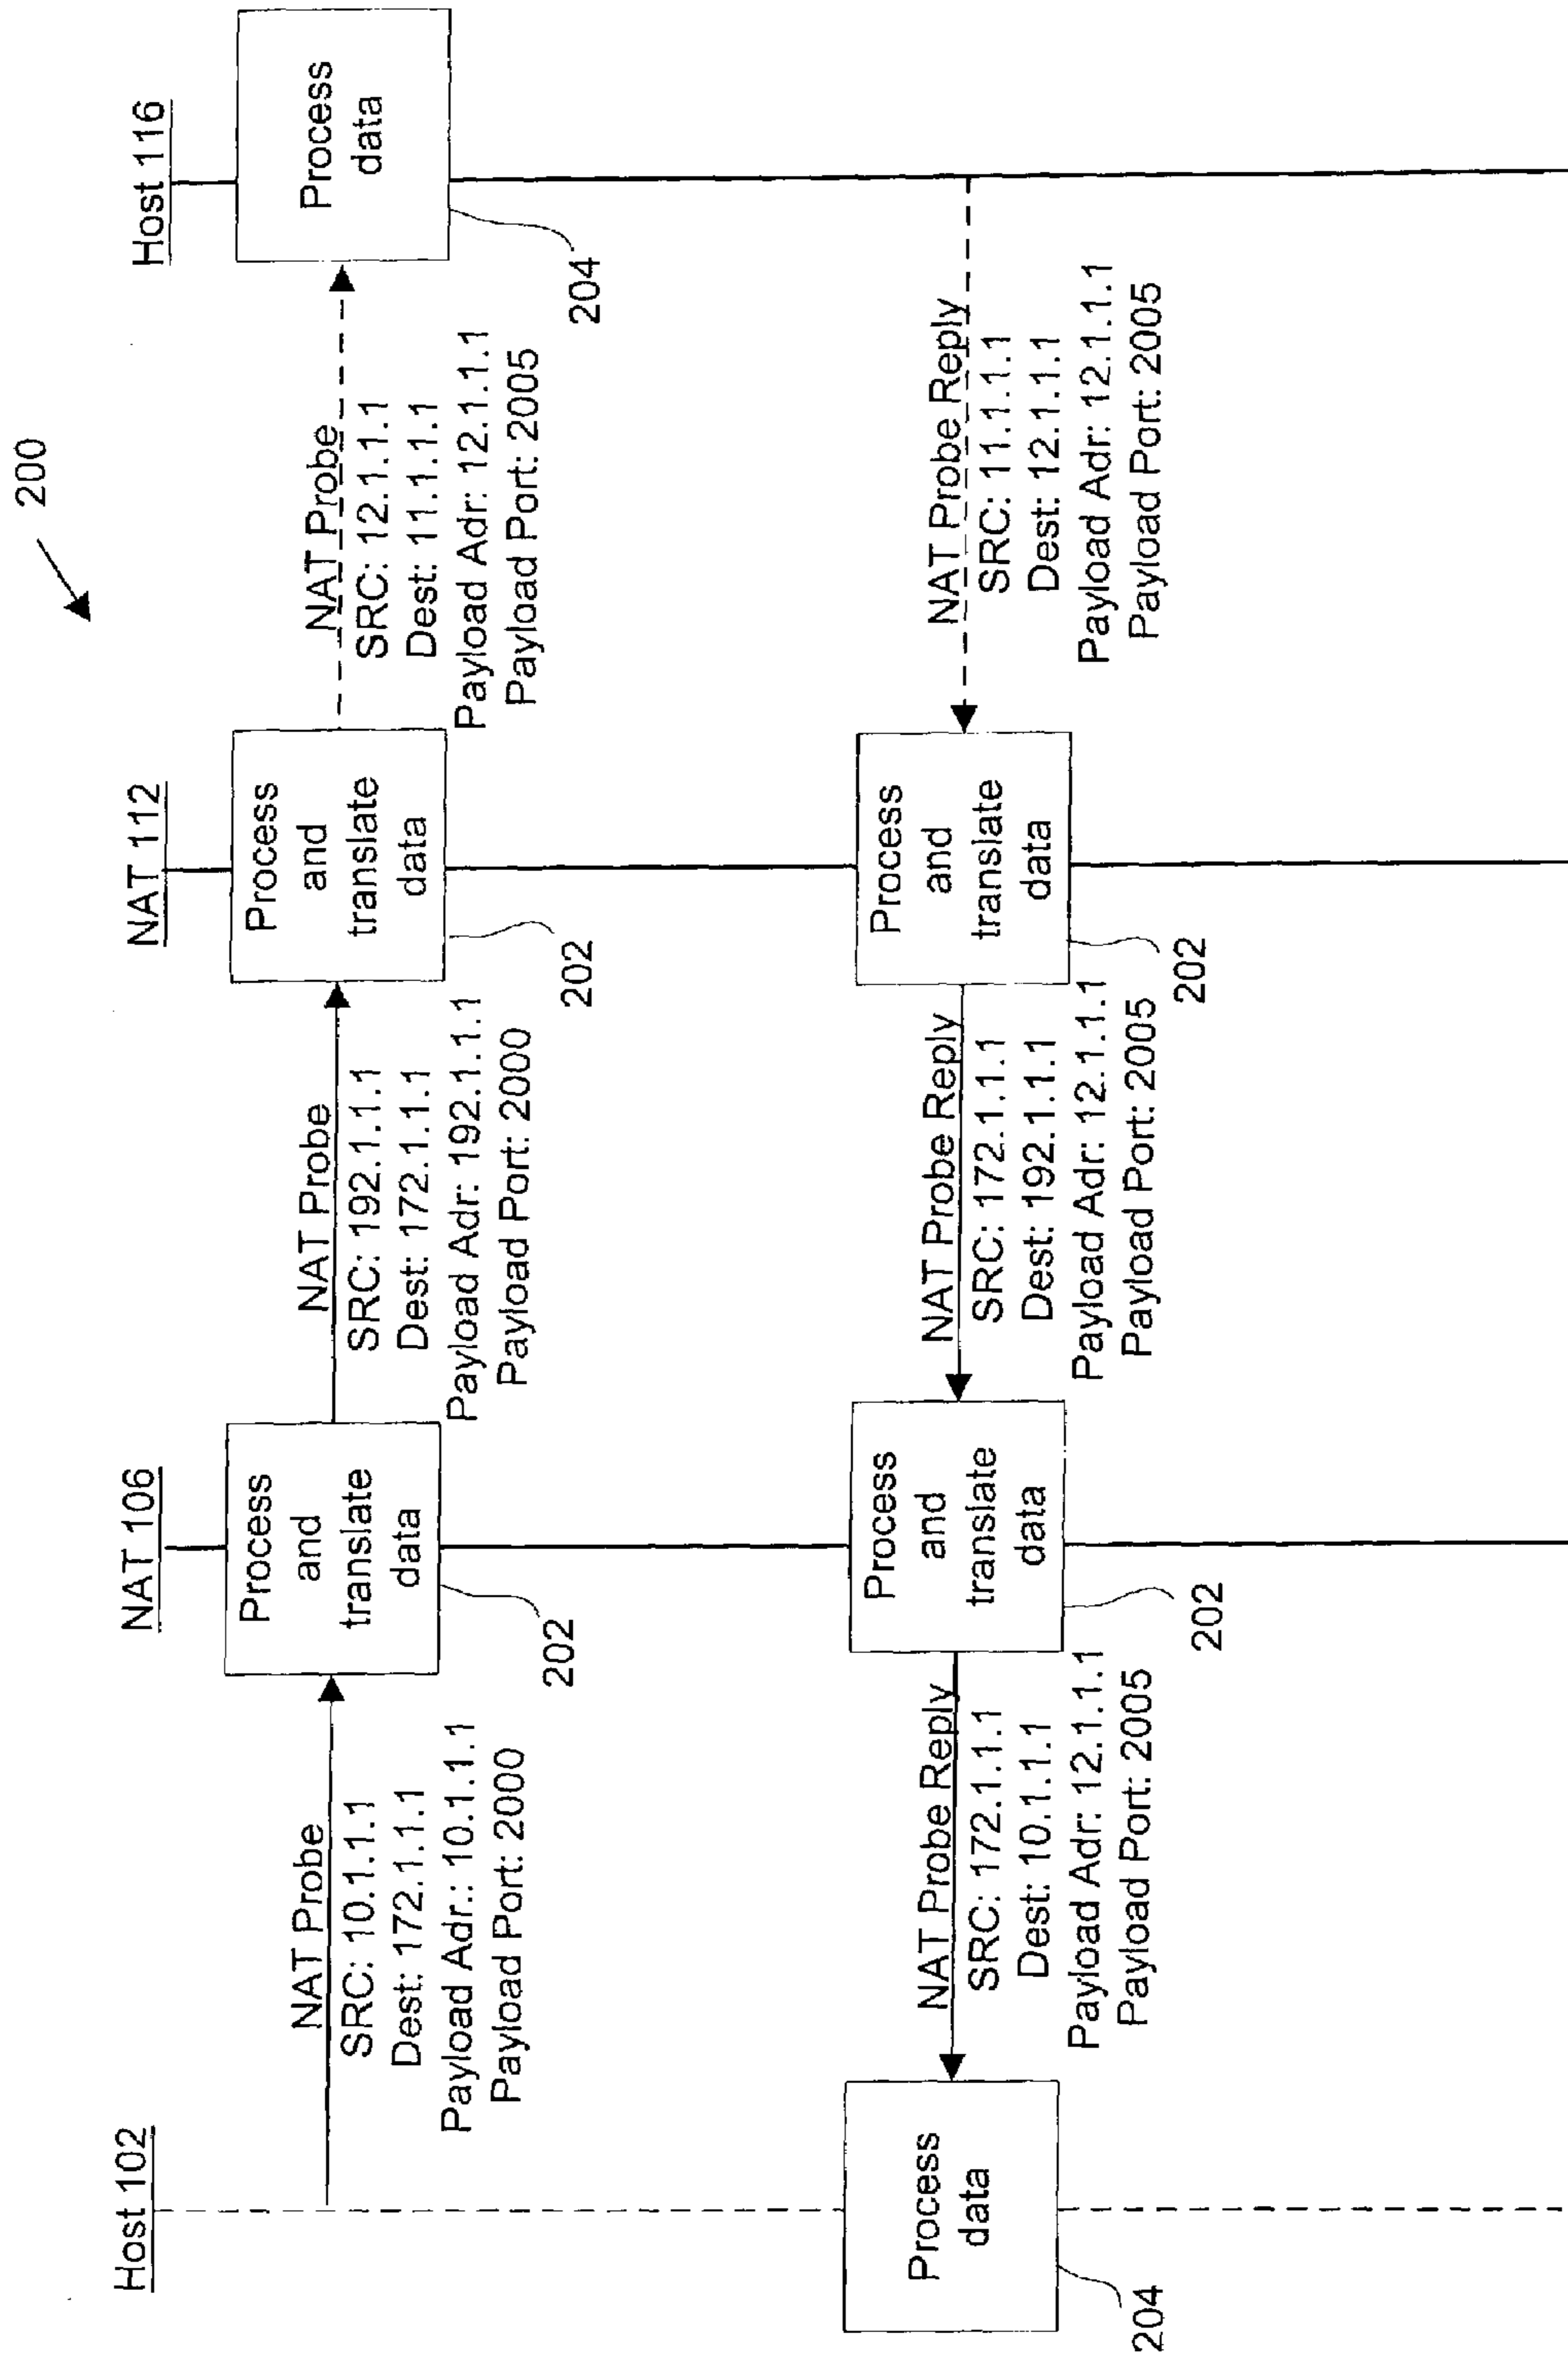 200
Host 102
NAT 106
NAT 112
Host 116
NAT Probe
SRC: 10.1.1.1
Dest: 172.1.1.1
Payload Adr.: 10.1.1.1
Payload Port: 2000
Process
and
translate
data
202
NAT Probe
SRC: 192.1.1.1
Dest: 172.1.1.1
Payload Adr: 192.1.1.1
Payload Port: 2000
Process
and
translate
data
202
NAT Probe
SRC: 12.1.1.1
Dest: 11.1.1.1
Payload Adr: 12.1.1.1
Payload Port: 2005
Process
data
204
Process
data
204
NAT Probe Reply
SRC: 172.1.1.1
Dest: 10.1.1.1
Payload Adr: 12.1.1.1
Payload Port: 2005
Process
and
translate
data
202
NAT Probe Reply
SRC: 172.1.1.1
Dest: 192.1.1.1
Payload Adr: 12.1.1.1
Payload Port: 2005
Process
and
translate
data
202
NAT Probe Reply
SRC: 11.1.1.1
Dest: 12.1.1.1
Payload Adr: 12.1.1.1
Payload Port: 2005